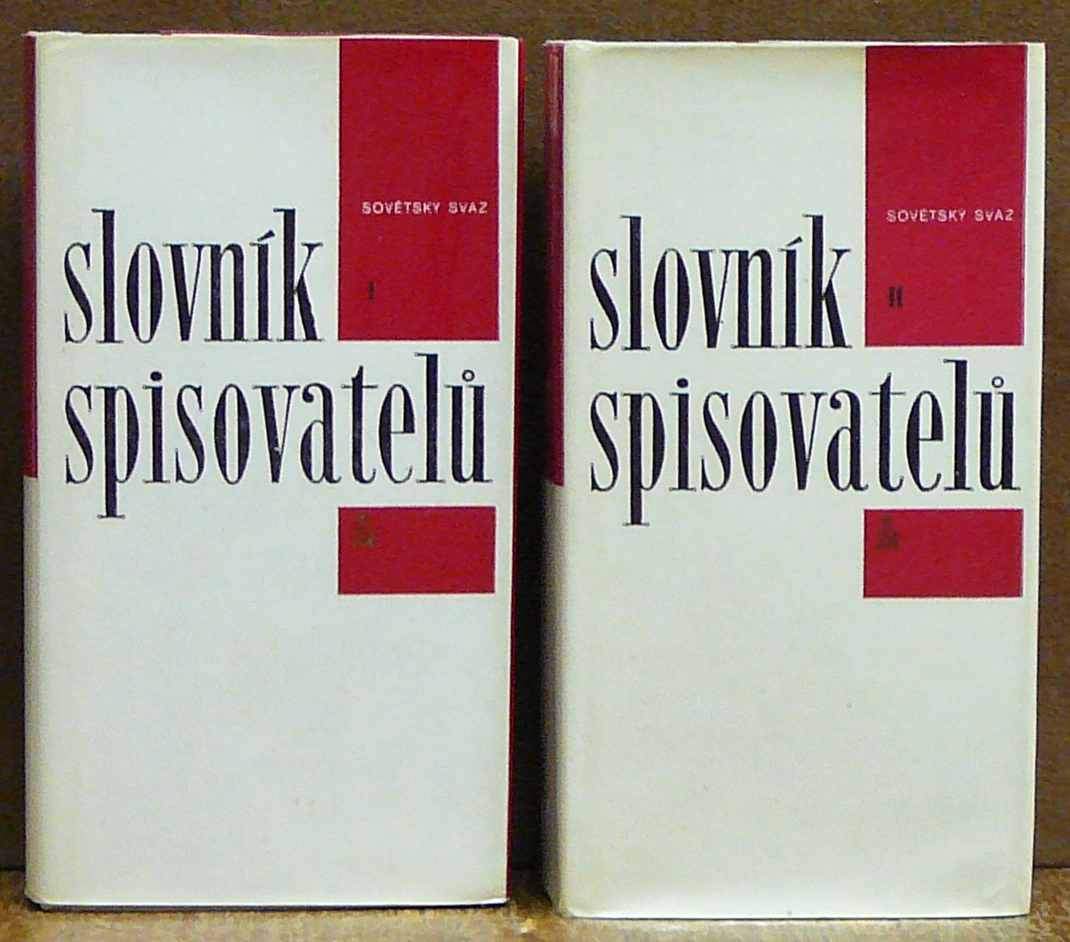 SOVĚTSKÝ SVAZ
I
slovník
spisovatelů
SOVĚTSKÝ SVAZ
II
slovník
spisovatelů